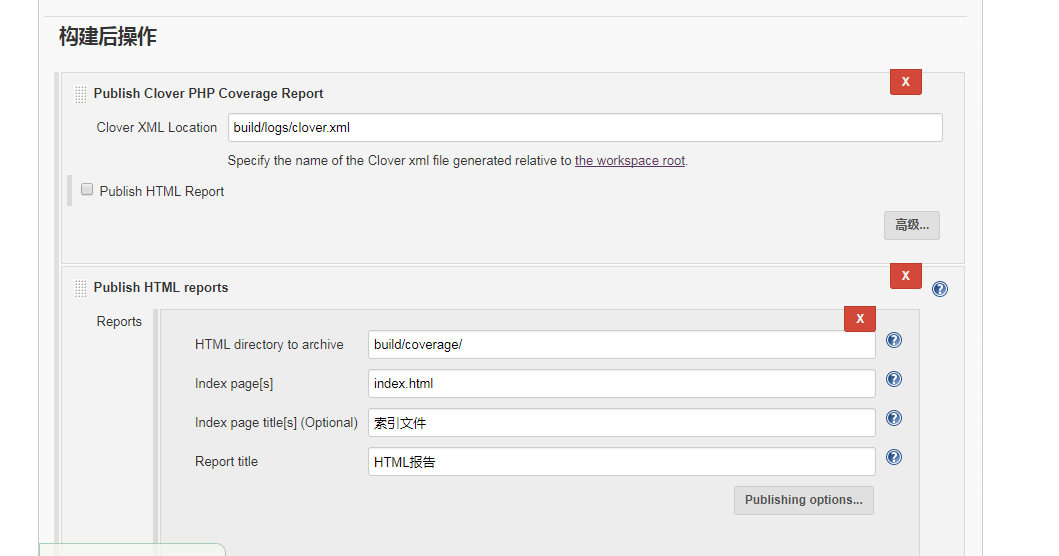 构建后操作
X
Publish Clover PHP Coverage Report
Clover XML Location build/logs/clover.xml
Specify the name of the Clover xml file generated relative to the workspace root.
Publish HTML Report
高级...
X
Publish HTML reports
Reports
X
HTML directory to archive build/coverage/
Index page[s] index.html
Index page title[s] (Optional) 索引文件
Report title HTML报告
Publishing options...